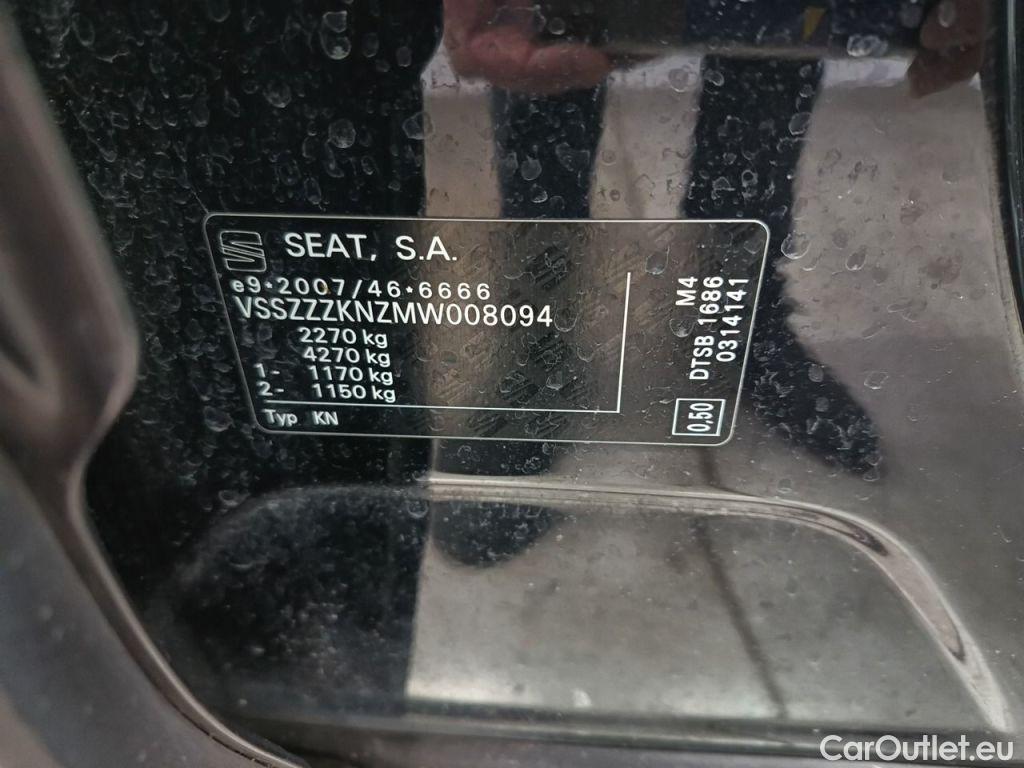 SEAT, S.A.
e9*2007/46*6666
VSSZZZKNZMW008094
2270 kg
4270 kg
1- 1170 kg
2- 1150 kg
Typ KN
M4
DTSB 1686
0314141
0,50
CarOutlet.eu